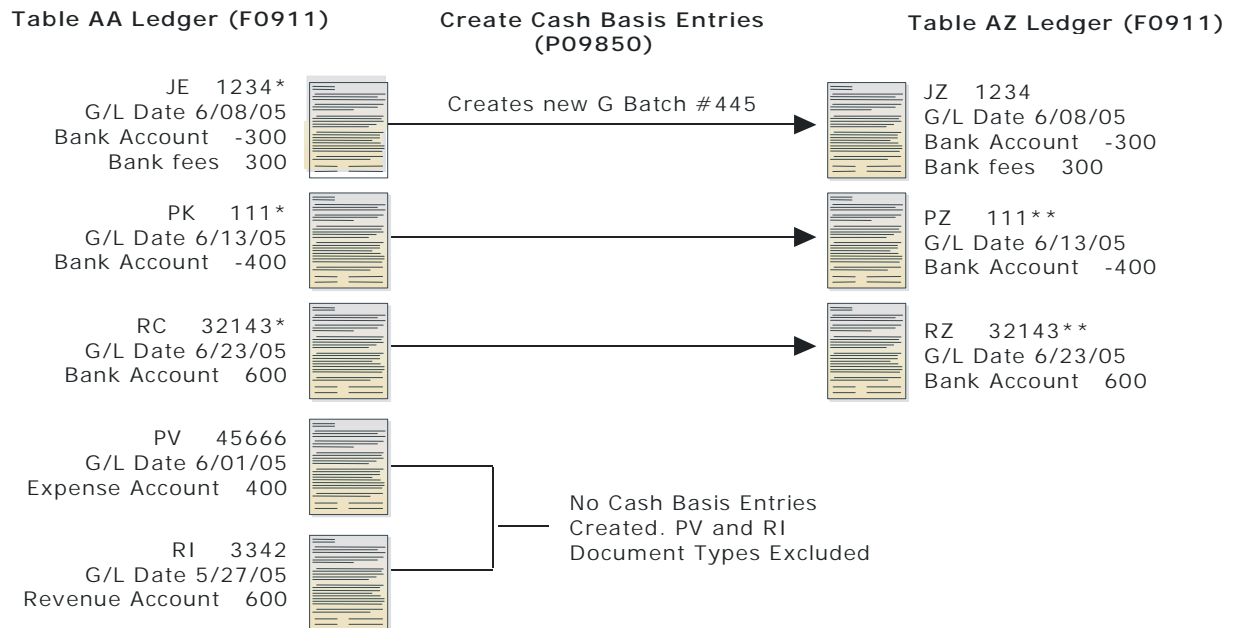 Table AA Ledger (F0911)
Create Cash Basis Entries
(P09850)
Table AZ Ledger (F0911)
JE 1234*
G/L Date 6/08/05
Bank Account -300
Bank fees 300
Creates new G Batch #445
JZ 1234
G/L Date 6/08/05
Bank Account -300
Bank fees 300
PK 111*
G/L Date 6/13/05
Bank Account -400
PZ 111**
G/L Date 6/13/05
Bank Account -400
RC 32143*
G/L Date 6/23/05
Bank Account 600
RZ 32143**
G/L Date 6/23/05
Bank Account 600
PV 45666
G/L Date 6/01/05
Expense Account 400
RI 3342
G/L Date 5/27/05
Revenue Account 600
No Cash Basis Entries
Created. PV and RI
Document Types Excluded